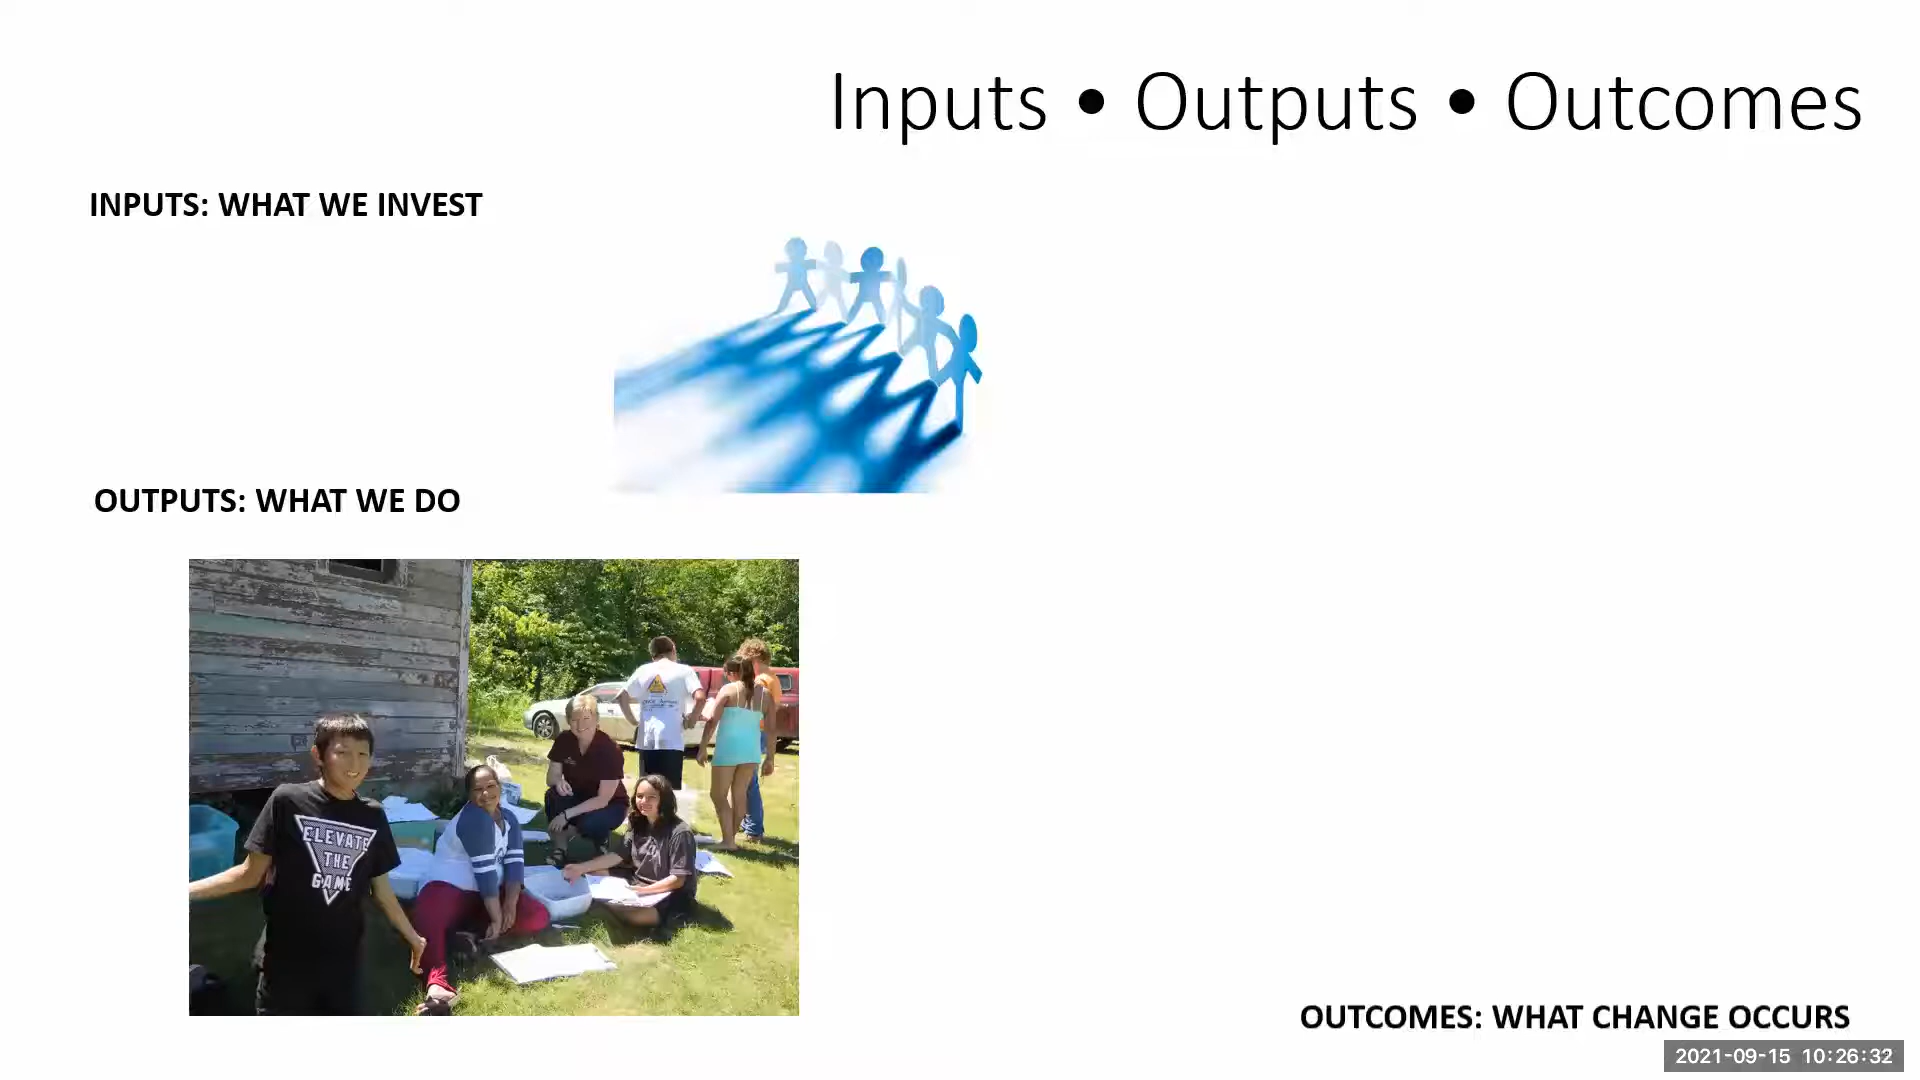 Inputs • Outputs • Outcomes
INPUTS: WHAT WE INVEST
OUTPUTS: WHAT WE DO
ELEVATE
THE
GAME
OUTCOMES: WHAT CHANGE OCCURS
2021-09-15 10:26:32